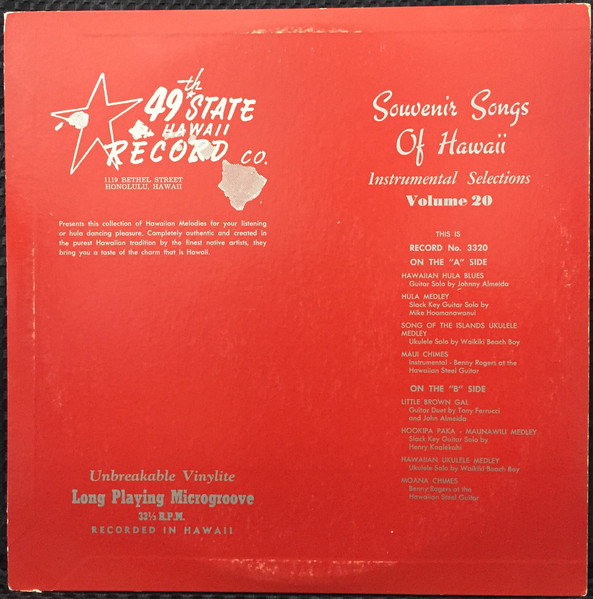 49th STATE
HAWAII
RECORD CO.
1119 BETHEL STREET
HONOLULU, HAWAII
Presents this collection of Hawaiian Melodies for your listening
or hula dancing pleasure. Completely authentic and created in
the purest Hawaiian tradition by the finest native artists, they
bring you a taste of the charm that is Hawaii.
Unbreakable Vinylite
Long Playing Microgroove
33⅓ R.P.M.
RECORDED IN HAWAII
Souvenir Songs
Of Hawaii
Instrumental Selections
Volume 20
THIS IS
RECORD No. 3320
ON THE "A" SIDE
HAWAIIAN HULA BLUES
Guitar Solo by Johnny Almeida
HULA MEDLEY
Slack Key Guitar Solo by
Mike Hoomanawanui
SONG OF THE ISLANDS UKULELE
MEDLEY
Ukulele Solo by Waikiki Beach Boy
MAUI CHIMES
Instrumental - Benny Rogers at the
Hawaiian Steel Guitar
ON THE "B" SIDE
LITTLE BROWN GAL
Guitar Duet by Tony Ferrucci
and John Almeida
HOOKIPA PAKA - MAUNAWILI MEDLEY
Slack Key Guitar Solo by
Henry Kaalekahi
HAWAIIAN UKULELE MEDLEY
Ukulele Solo by Waikiki Beach Boy
MOANA CHIMES
Benny Rogers at the
Hawaiian Steel Guitar